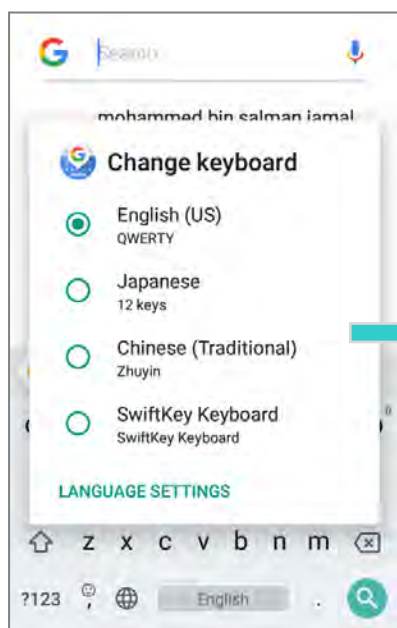 Search
mohammed bin salman jamal
Change keyboard
English (US)
QWERTY
Japanese
12 keys
Chinese (Traditional)
Zhuyin
SwiftKey Keyboard
SwiftKey Keyboard
LANGUAGE SETTINGS
z x c v b n m
?123 , English .